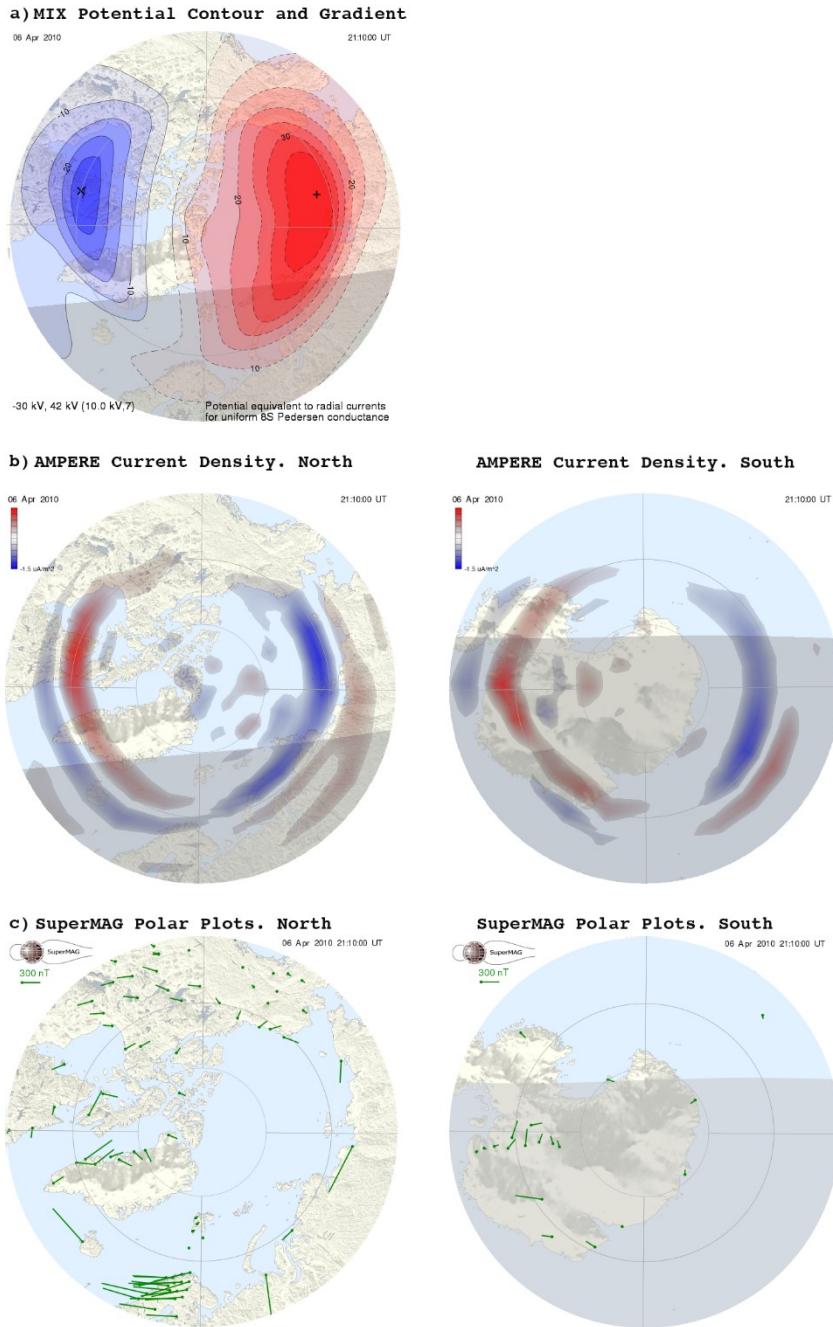 a) MIX Potential Contour and Gradient
06 Apr 2010
21:10:00 UT
-10
30
-20
20
20
10
-10
10
-30 kV, 42 kV (10.0 kV,7)
Potential equivalent to radial currents
for uniform 8S Pedersen conductance
b) AMPERE Current Density. North
AMPERE Current Density. South
06 Apr 2010
21:10:00 UT
-1.5 uA/m^2
06 Apr 2010
21:10:00 UT
-1.5 uA/m^2
c) SuperMAG Polar Plots. North
SuperMAG Polar Plots. South
SuperMAG
06 Apr 2010 21:10:00 UT
300 nT
SuperMAG
06 Apr 2010 21:10:00 UT
300 nT